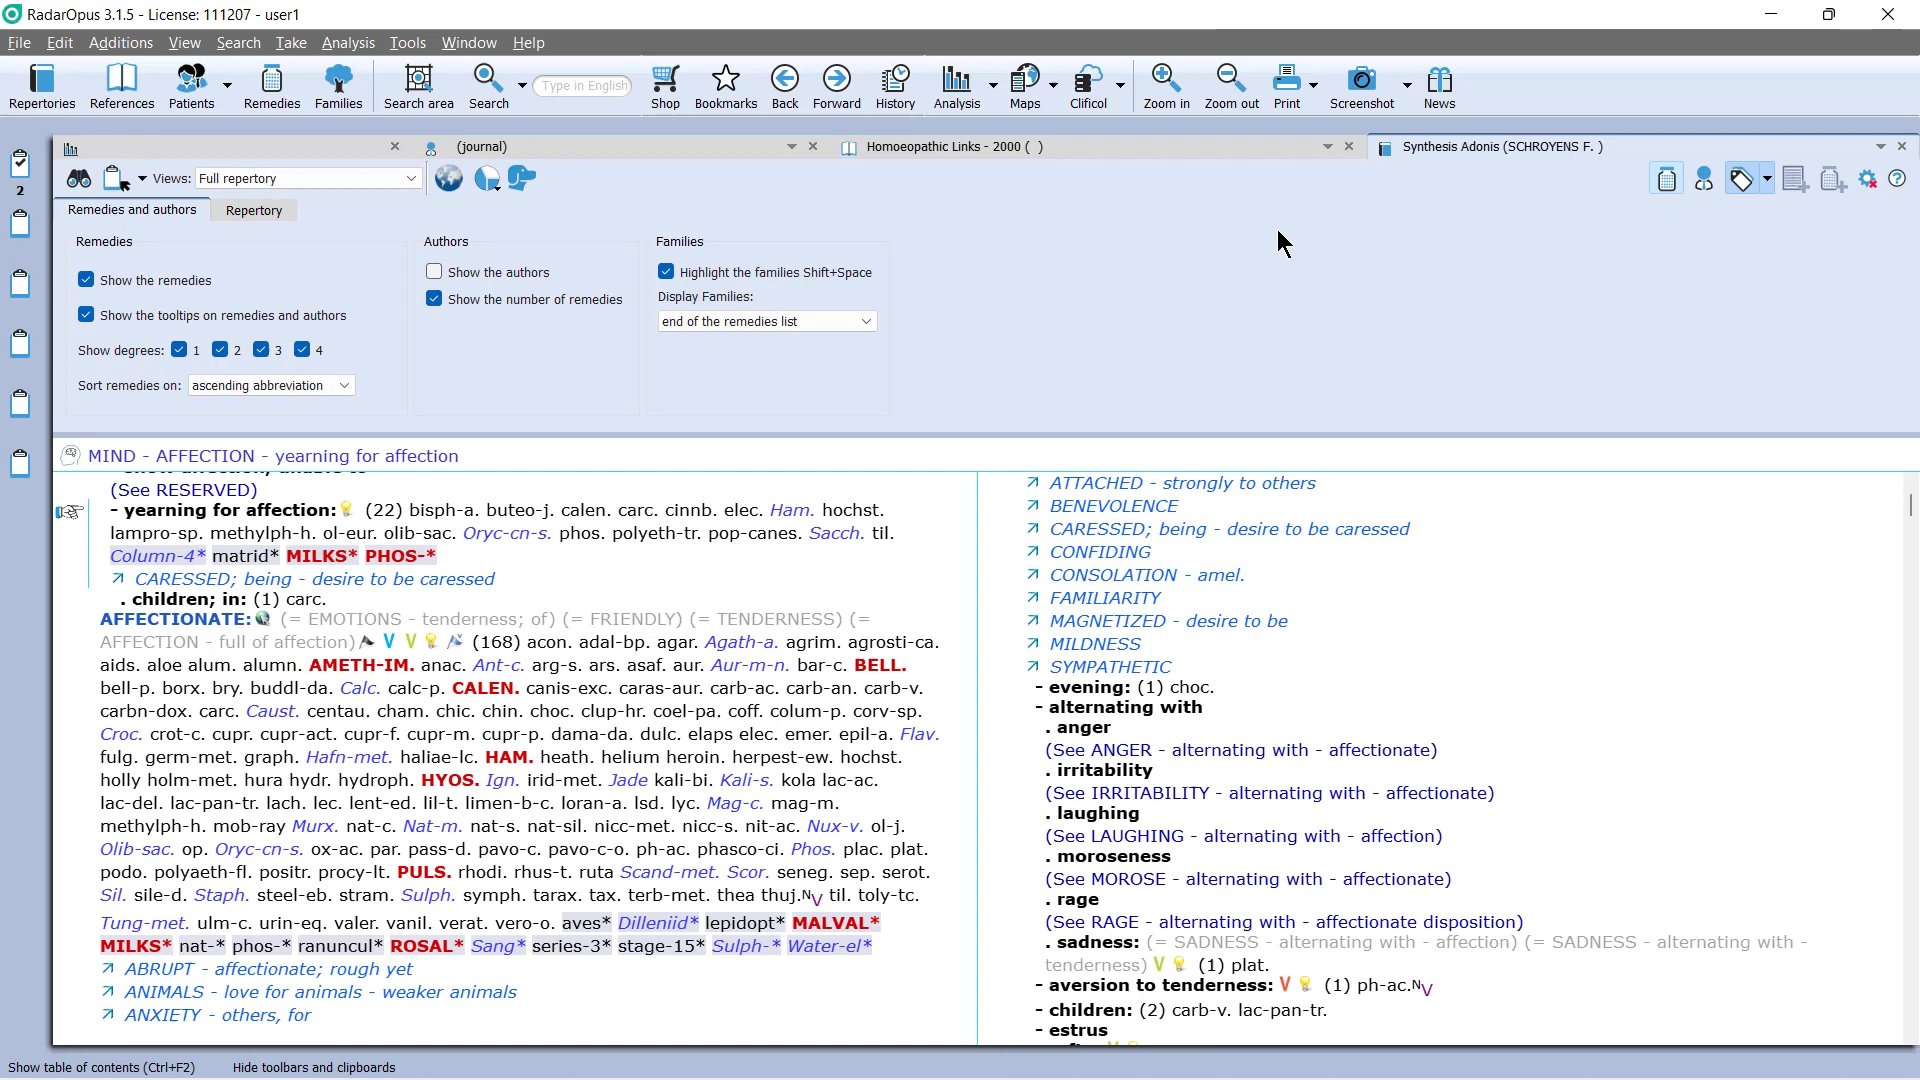 RadarOpus 3.1.5 - License: 111207 - user1
File Edit Additions View Search Take Analysis Tools Window Help
Repertories References Patients Remedies Families Search area Search Type in English Shop Bookmarks Back Forward History Analysis Maps Clificol Zoom in Zoom out Print Screenshot News
(journal) Homoeopathic Links - 2000 ( ) Synthesis Adonis (SCHROYENS F. )
2
Views: Full repertory
Remedies and authors Repertory
Remedies Authors Families
Show the remedies
Show the tooltips on remedies and authors
Show degrees: 1 2 3 4
Sort remedies on: ascending abbreviation
Show the authors
Show the number of remedies
Highlight the families Shift+Space
Display Families:
end of the remedies list
MIND - AFFECTION - yearning for affection
(See RESERVED)
- yearning for affection: (22) bisph-a. buteo-j. calen. carc. cinnb. elec. Ham. hochst.
lampro-sp. methylph-h. ol-eur. olib-sac. Oryc-cn-s. phos. polyeth-tr. pop-canes. Sacch. til.
Column-4* matrid* MILKS* PHOS-*
CARESSED; being - desire to be caressed
. children; in: (1) carc.
AFFECTIONATE: (= EMOTIONS - tenderness; of) (= FRIENDLY) (= TENDERNESS) (=
AFFECTION - full of affection) V V (168) acon. adal-bp. agar. Agath-a. agrim. agrosti-ca.
aids. aloe alum. alumn. AMETH-IM. anac. Ant-c. arg-s. ars. asaf. aur. Aur-m-n. bar-c. BELL.
bell-p. borx. bry. buddl-da. Calc. calc-p. CALEN. canis-exc. caras-aur. carb-ac. carb-an. carb-v.
carbn-dox. carc. Caust. centau. cham. chic. chin. choc. clup-hr. coel-pa. coff. colum-p. corv-sp.
Croc. crot-c. cupr. cupr-act. cupr-f. cupr-m. cupr-p. dama-da. dulc. elaps elec. emer. epil-a. Flav.
fulg. germ-met. graph. Hafn-met. haliae-lc. HAM. heath. helium heroin. herpest-ew. hochst.
holly holm-met. hura hydr. hydroph. HYOS. Ign. irid-met. Jade kali-bi. Kali-s. kola lac-ac.
lac-del. lac-pan-tr. lach. lec. lent-ed. lil-t. limen-b-c. loran-a. lsd. lyc. Mag-c. mag-m.
methylph-h. mob-ray Murx. nat-c. Nat-m. nat-s. nat-sil. nicc-met. nicc-s. nit-ac. Nux-v. ol-j.
Olib-sac. op. Oryc-cn-s. ox-ac. par. pass-d. pavo-c. pavo-c-o. ph-ac. phasco-ci. Phos. plac. plat.
podo. polyaeth-fl. positr. procy-lt. PULS. rhodi. rhus-t. ruta Scand-met. Scor. seneg. sep. serot.
Sil. sile-d. Staph. steel-eb. stram. Sulph. symph. tarax. tax. terb-met. thea thuj.NV til. toly-tc.
Tung-met. ulm-c. urin-eq. valer. vanil. verat. vero-o. aves* Dilleniid* lepidopt* MALVAL*
MILKS* nat-* phos-* ranuncul* ROSAL* Sang* series-3* stage-15* Sulph-* Water-el*
ABRUPT - affectionate; rough yet
ANIMALS - love for animals - weaker animals
ANXIETY - others, for
ATTACHED - strongly to others
BENEVOLENCE
CARESSED; being - desire to be caressed
CONFIDING
CONSOLATION - amel.
FAMILIARITY
MAGNETIZED - desire to be
MILDNESS
SYMPATHETIC
- evening: (1) choc.
- alternating with
. anger
(See ANGER - alternating with - affectionate)
. irritability
(See IRRITABILITY - alternating with - affectionate)
. laughing
(See LAUGHING - alternating with - affection)
. moroseness
(See MOROSE - alternating with - affectionate)
. rage
(See RAGE - alternating with - affectionate disposition)
. sadness: (= SADNESS - alternating with - affection) (= SADNESS - alternating with -
tenderness) V (1) plat.
- aversion to tenderness: V (1) ph-ac.NV
- children: (2) carb-v. lac-pan-tr.
- estrus
Show table of contents (Ctrl+F2) Hide toolbars and clipboards